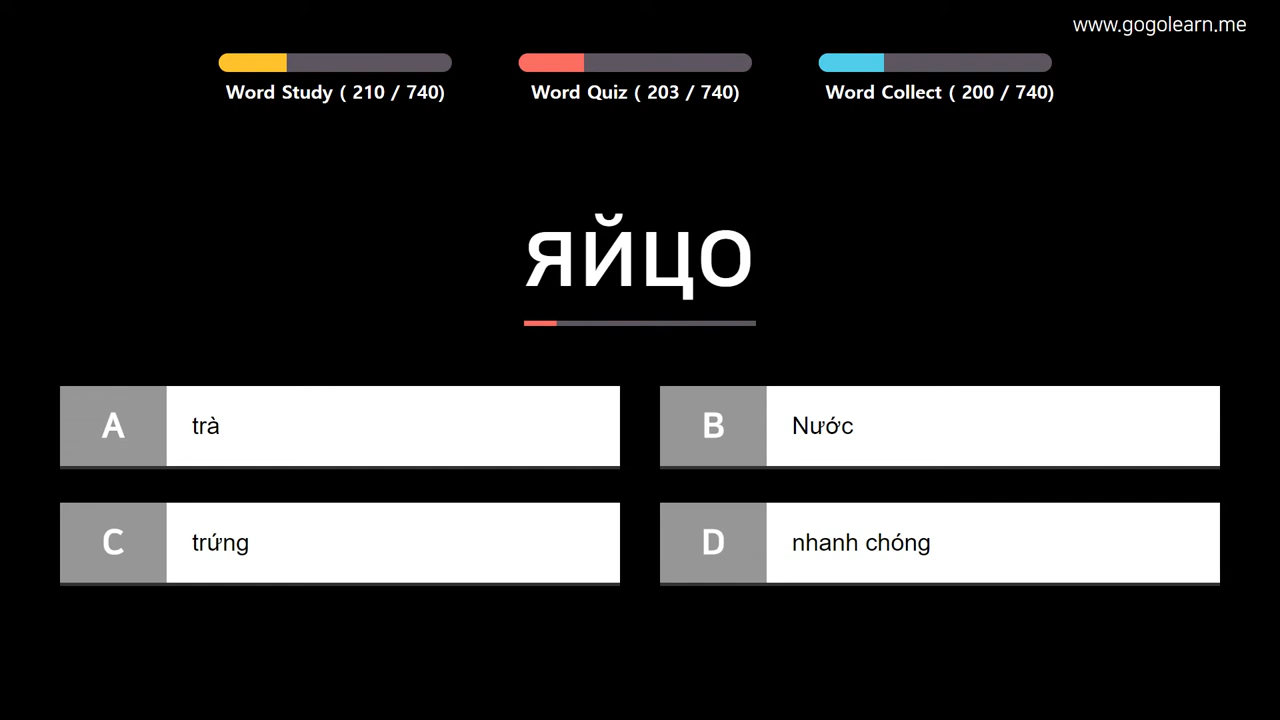 www.gogolearn.me
Word Study ( 210 / 740)
Word Quiz ( 203 / 740)
Word Collect ( 200 / 740)
яйцо
A trà
B Nước
C trứng
D nhanh chóng